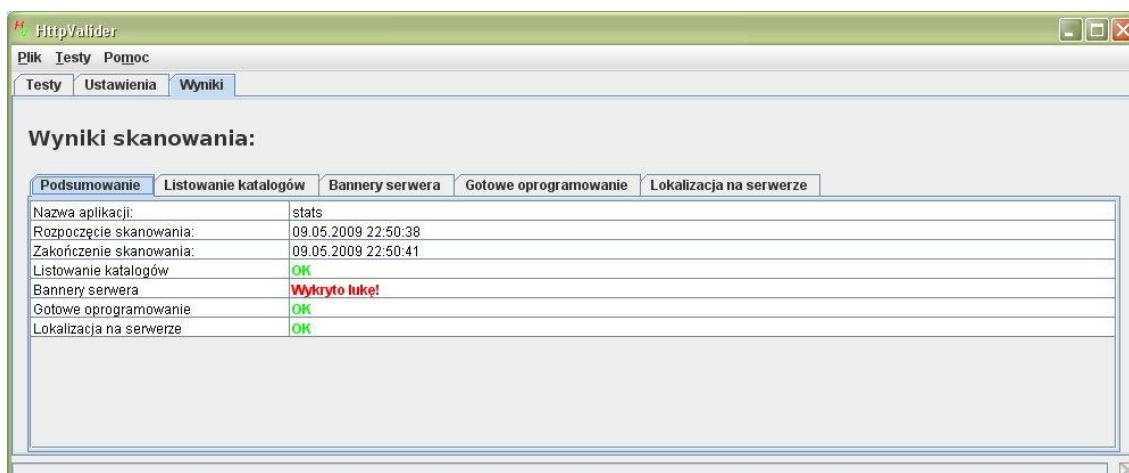 HttpValider
Plik Testy Pomoc
Testy Ustawienia Wyniki
Wyniki skanowania:
Podsumowanie Listowanie katalogów Bannery serwera Gotowe oprogramowanie Lokalizacja na serwerze
Nazwa aplikacji: stats
Rozpoczęcie skanowania: 09.05.2009 22:50:38
Zakończenie skanowania: 09.05.2009 22:50:41
Listowanie katalogów OK
Bannery serwera Wykryto lukę!
Gotowe oprogramowanie OK
Lokalizacja na serwerze OK